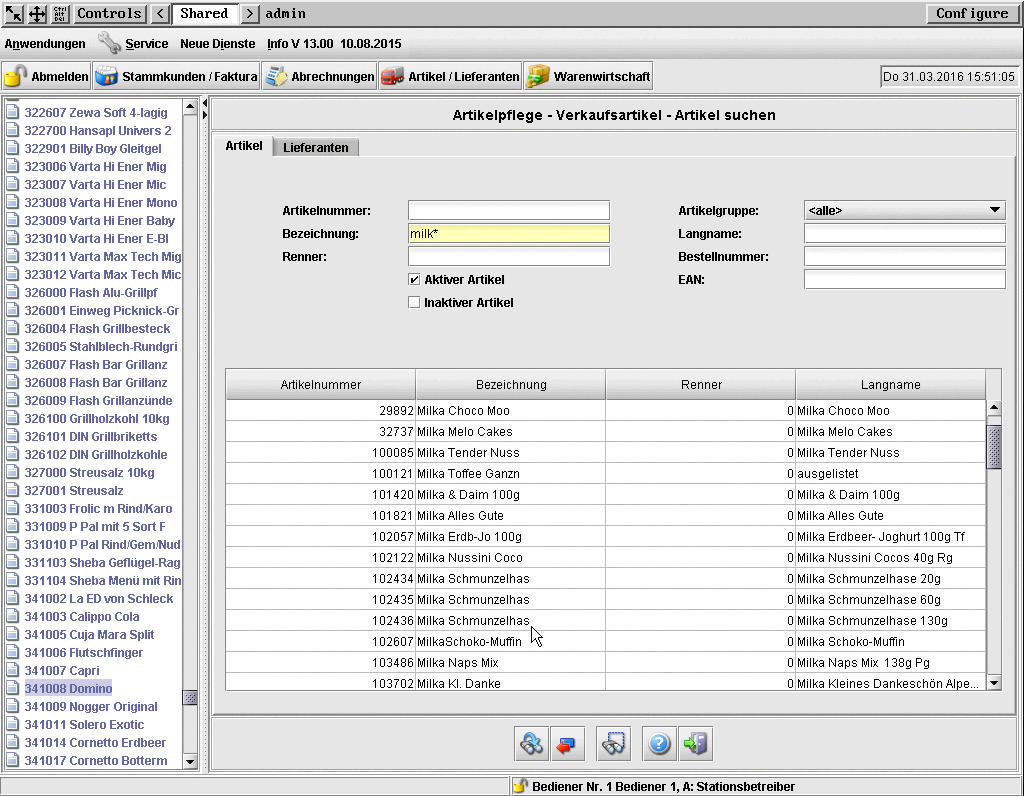 Ctrl Alt Del Controls < Shared > admin Configure
Anwendungen Service Neue Dienste Info V 13.00 10.08.2015
Abmelden Stammkunden / Faktura Abrechnungen Artikel / Lieferanten Warenwirtschaft Do 31.03.2016 15:51:05
322607 Zewa Soft 4-lagig
322700 Hansapl Univers 2
322901 Billy Boy Gleitgel
323006 Varta Hi Ener Mig
323007 Varta Hi Ener Mic
323008 Varta Hi Ener Mono
323009 Varta Hi Ener Baby
323010 Varta Hi Ener E-Bl
323011 Varta Max Tech Mig
323012 Varta Max Tech Mic
326000 Flash Alu-Grillpf
326001 Einweg Picknick-Gr
326004 Flash Grillbesteck
326005 Stahlblech-Rundgri
326007 Flash Bar Grillanz
326008 Flash Bar Grillanz
326009 Flash Grillanzünde
326100 Grillholzkohl 10kg
326101 DIN Grillbriketts
326102 DIN Grillholzkohle
327000 Streusalz 10kg
327001 Streusalz
331003 Frolic m Rind/Karo
331009 P Pal mit 5 Sort F
331010 P Pal Rind/Gem/Nud
331103 Sheba Geflügel-Rag
331104 Sheba Menü mit Rin
341002 La ED von Schleck
341003 Calippo Cola
341005 Cuja Mara Split
341006 Flutschfinger
341007 Capri
341008 Domino
341009 Nogger Original
341011 Solero Exotic
341014 Cornetto Erdbeer
341017 Cornetto Botterm
Artikelpflege - Verkaufsartikel - Artikel suchen
Artikel Lieferanten
Artikelnummer: Artikelgruppe: <alle>
Bezeichnung: milk* Langname:
Renner: Bestellnummer:
Aktiver Artikel EAN:
Inaktiver Artikel
Artikelnummer Bezeichnung Renner Langname
29892 Milka Choco Moo 0 Milka Choco Moo
32737 Milka Melo Cakes 0 Milka Melo Cakes
100085 Milka Tender Nuss 0 Milka Tender Nuss
100121 Milka Toffee Ganzn 0 ausgelistet
101420 Milka & Daim 100g 0 Milka & Daim 100g
101821 Milka Alles Gute 0 Milka Alles Gute
102057 Milka Erdb-Jo 100g 0 Milka Erdbeer- Joghurt 100g Tf
102122 Milka Nussini Coco 0 Milka Nussini Cocos 40g Rg
102434 Milka Schmunzelhas 0 Milka Schmunzelhase 20g
102435 Milka Schmunzelhas 0 Milka Schmunzelhase 60g
102436 Milka Schmunzelhas 0 Milka Schmunzelhase 130g
102607 MilkaSchoko-Muffin 0 Milka Schoko-Muffin
103486 Milka Naps Mix 0 Milka Naps Mix 138g Pg
103702 Milka Kl. Danke 0 Milka Kleines Dankeschön Alpe...
Bediener Nr. 1 Bediener 1, A: Stationsbetreiber